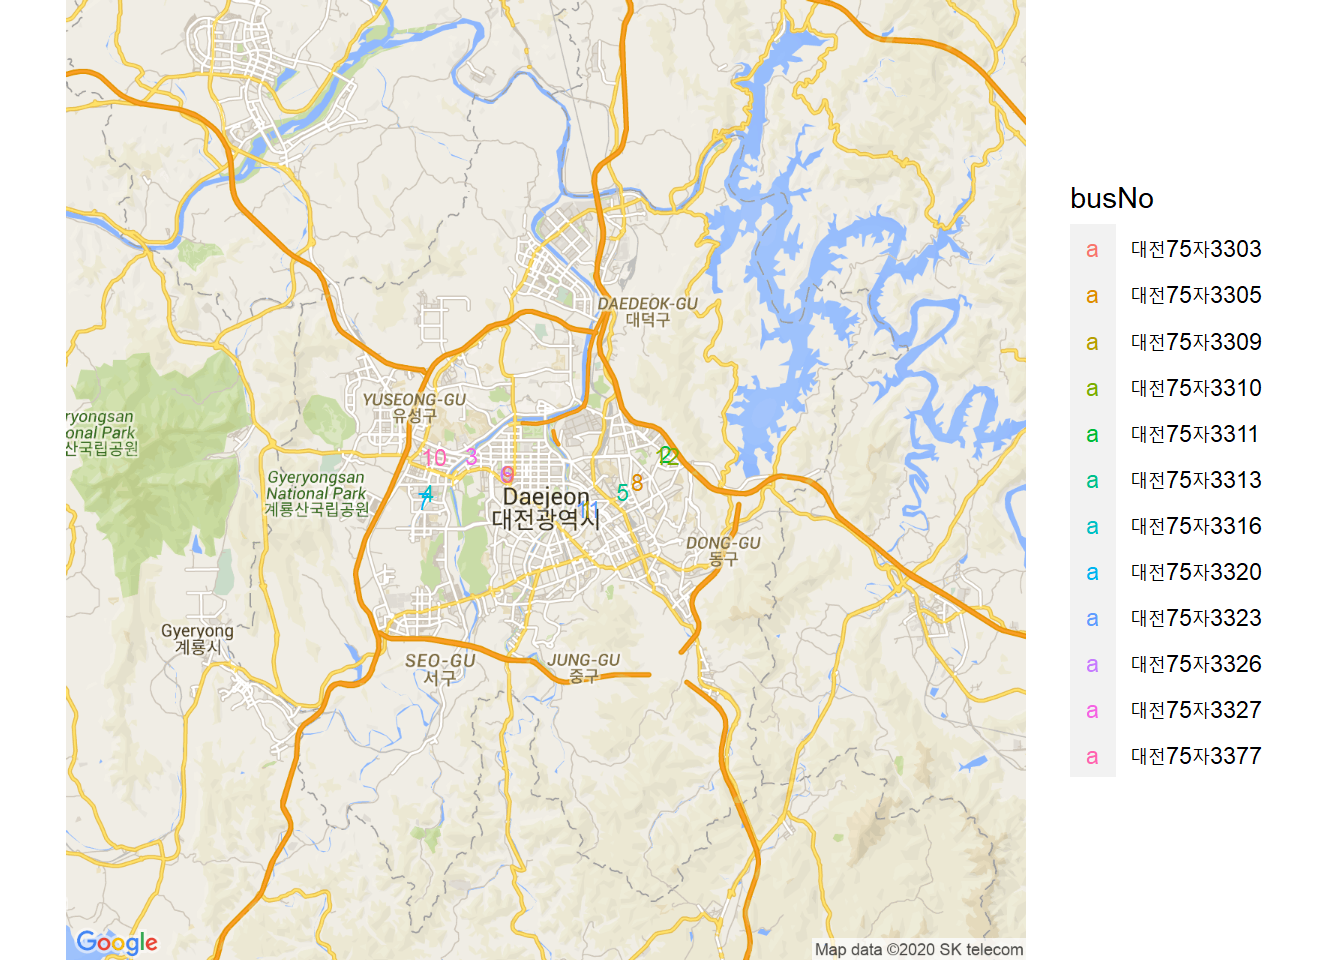 DAEDEOK-GU
대덕구
YUSEONG-GU
유성구
ryongsan
onal Park
산국립공원
Gyeryongsan
National Park
계룡산국립공원
10
3
2
8
5
4
7
11
Daejeon
대전광역시
DONG-GU
동구
Gyeryong
계룡시
SEO-GU
서구
JUNG-GU
중구
Google
Map data ©2020 SK telecom
busNo
a 대전75자3303
a 대전75자3305
a 대전75자3309
a 대전75자3310
a 대전75자3311
a 대전75자3313
a 대전75자3316
a 대전75자3320
a 대전75자3323
a 대전75자3326
a 대전75자3327
a 대전75자3377